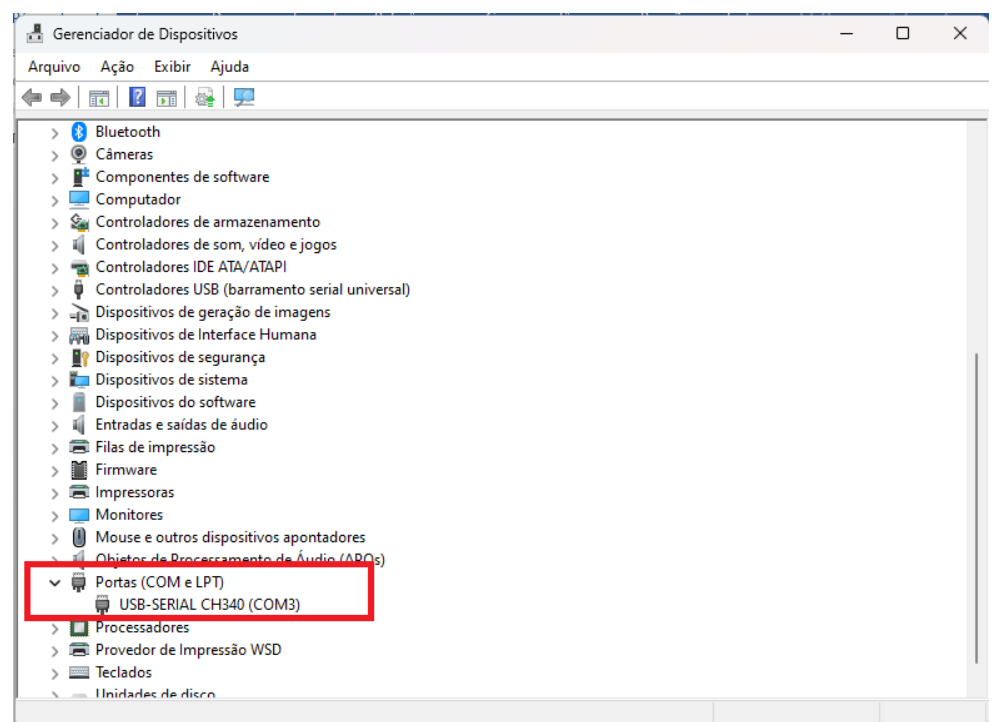 Gerenciador de Dispositivos
Arquivo Ação Exibir Ajuda
Bluetooth
Câmeras
Componentes de software
Computador
Controladores de armazenamento
Controladores de som, vídeo e jogos
Controladores IDE ATA/ATAPI
Controladores USB (barramento serial universal)
Dispositivos de geração de imagens
Dispositivos de Interface Humana
Dispositivos de segurança
Dispositivos de sistema
Dispositivos do software
Entradas e saídas de áudio
Filas de impressão
Firmware
Impressoras
Monitores
Mouse e outros dispositivos apontadores
Objetos de Processamento de Áudio (APOs)
Portas (COM e LPT)
USB-SERIAL CH340 (COM3)
Processadores
Provedor de Impressão WSD
Teclados
Unidades de disco